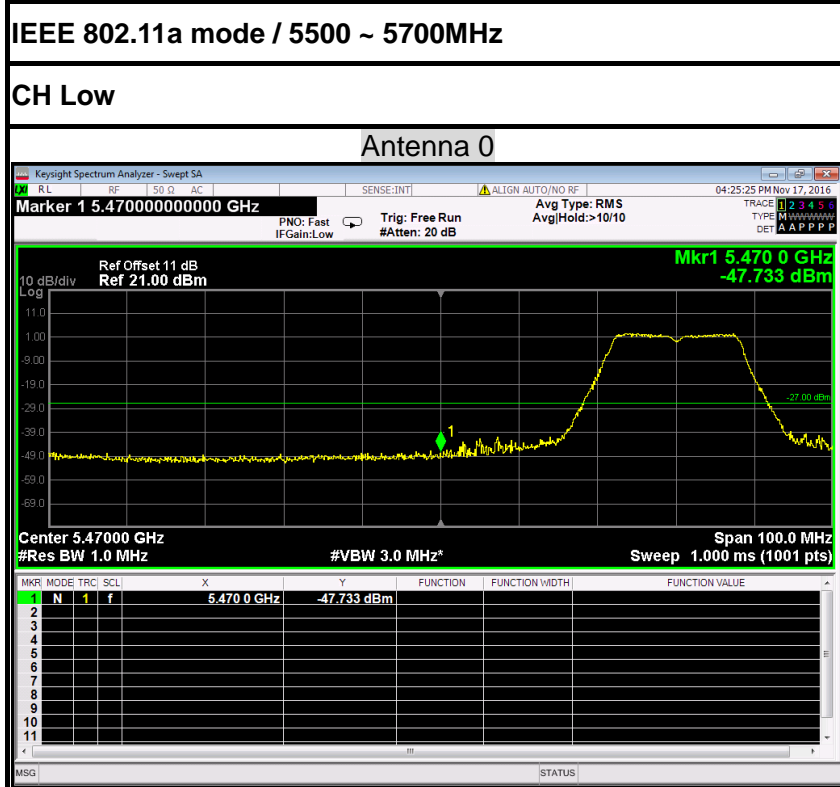 IEEE 802.11a mode / 5500 ~ 5700MHz
CH Low
Antenna 0
Keysight Spectrum Analyzer - Swept SA
LXI RL RF 50 Ω AC SENSE:INT ALIGN AUTO/NO RF 04:25:25 PM Nov 17, 2016
Marker 1 5.470000000000 GHz
PNO: Fast
IFGain:Low
Trig: Free Run
#Atten: 20 dB
Avg Type: RMS
Avg|Hold:>10/10
TRACE 1 2 3 4 5 6
TYPE M WWWWW
DET A A P P P P
Mkr1 5.470 0 GHz
-47.733 dBm
10 dB/div
Log
Ref Offset 11 dB
Ref 21.00 dBm
11.0
1.00
-9.00
-19.0
-29.0
-39.0
-49.0
-59.0
-69.0
-27.00 dBm
1
Center 5.47000 GHz
Span 100.0 MHz
#Res BW 1.0 MHz
#VBW 3.0 MHz*
Sweep 1.000 ms (1001 pts)
MKR MODE TRC SCL X Y FUNCTION FUNCTION WIDTH FUNCTION VALUE
1 N 1 f 5.470 0 GHz -47.733 dBm
2
3
4
5
6
7
8
9
10
11
MSG STATUS